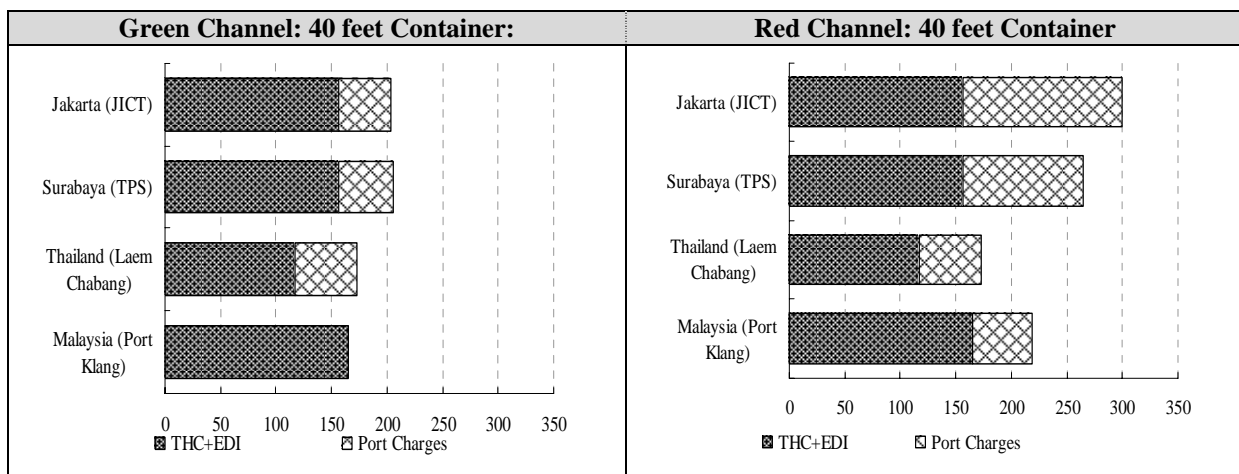 Green Channel: 40 feet Container:
Jakarta (JICT)
Surabaya (TPS)
Thailand (Laem
Chabang)
Malaysia (Port
Klang)
0 50 100 150 200 250 300 350
THC+EDI Port Charges
Red Channel: 40 feet Container
Jakarta (JICT)
Surabaya (TPS)
Thailand (Laem
Chabang)
Malaysia (Port
Klang)
0 50 100 150 200 250 300 350
THC+EDI Port Charges